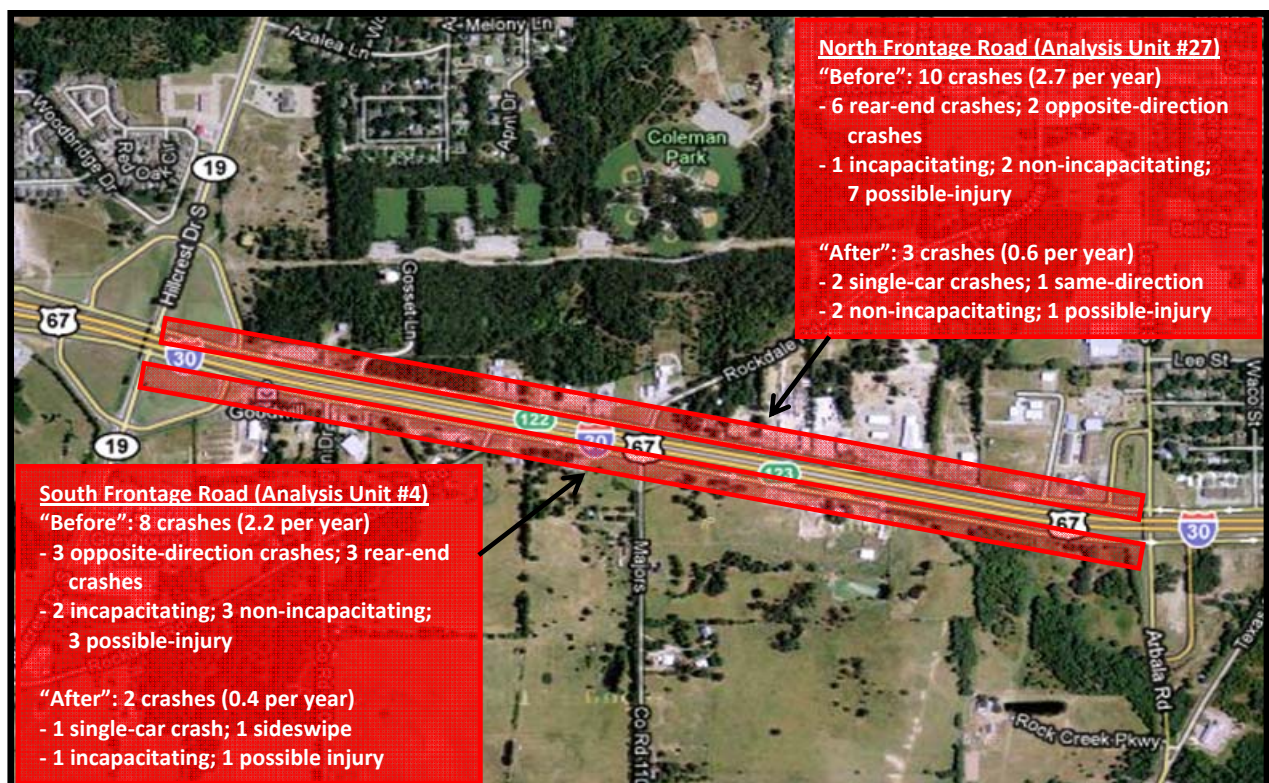 North Frontage Road (Analysis Unit #27)
“Before”: 10 crashes (2.7 per year)
- 6 rear-end crashes; 2 opposite-direction
crashes
- 1 incapacitating; 2 non-incapacitating;
7 possible-injury
“After”: 3 crashes (0.6 per year)
- 2 single-car crashes; 1 same-direction
- 2 non-incapacitating; 1 possible-injury
Azalea Ln
Melony Ln
April Dr
Woodbridge Dr
Red
Coleman
Park
19
Hillcrest Dr S
Gosset Ln
67
30
Rockdale
Lee St
Waco St
Goodwill
122
30
67
123
67
30
19
South Frontage Road (Analysis Unit #4)
“Before”: 8 crashes (2.2 per year)
- 3 opposite-direction crashes; 3 rear-end
crashes
- 2 incapacitating; 3 non-incapacitating;
3 possible-injury
“After”: 2 crashes (0.4 per year)
- 1 single-car crash; 1 sideswipe
- 1 incapacitating; 1 possible injury
Majors
Co Rd 110
Arbala Rd
Texas
Rock Creek Pkwy